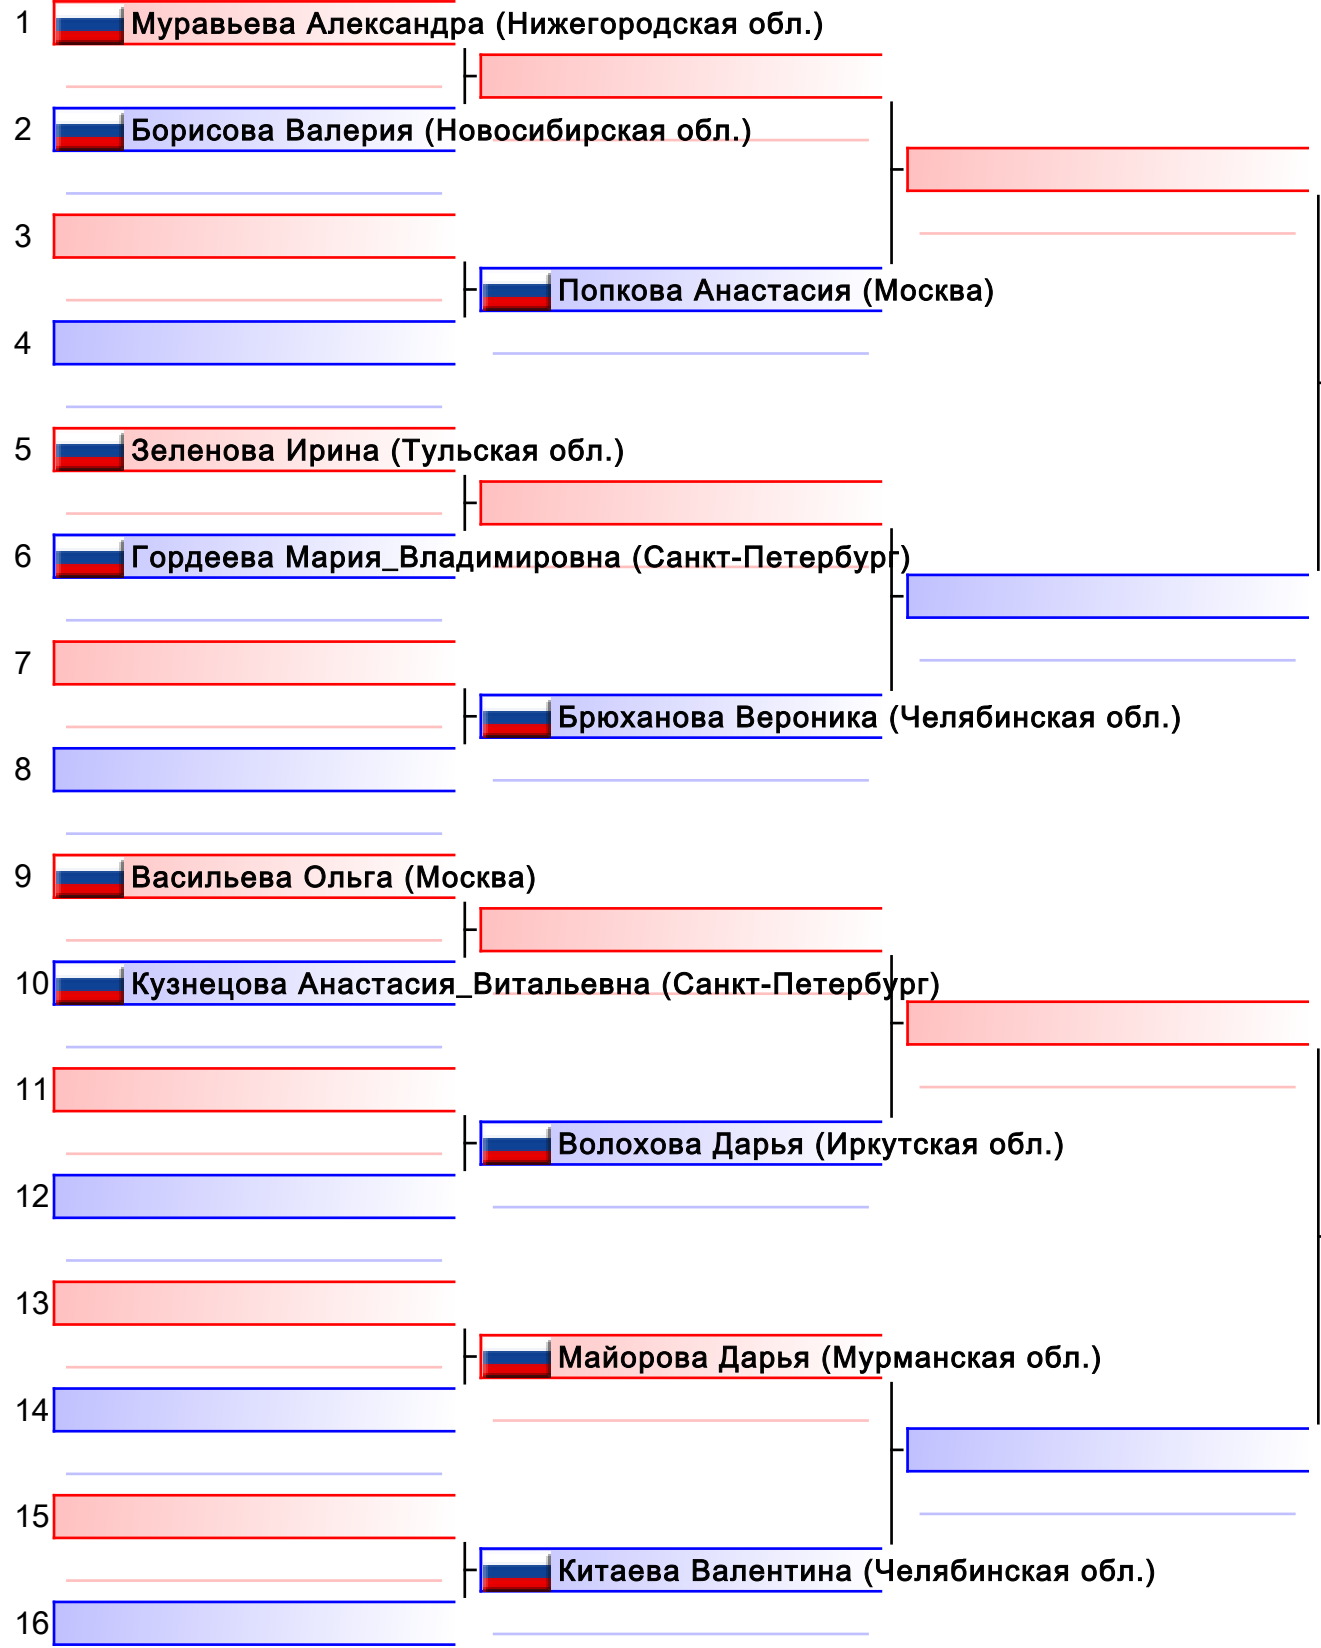 1 Муравьева Александра (Нижегородская обл.)
2 Борисова Валерия (Новосибирская обл.)
3
Попкова Анастасия (Москва)
4
5 Зеленова Ирина (Тульская обл.)
6 Гордеева Мария_Владимировна (Санкт-Петербург)
7
Брюханова Вероника (Челябинская обл.)
8
9 Васильева Ольга (Москва)
10 Кузнецова Анастасия_Витальевна (Санкт-Петербург)
11
Волохова Дарья (Иркутская обл.)
12
13
Майорова Дарья (Мурманская обл.)
14
15
Китаева Валентина (Челябинская обл.)
16